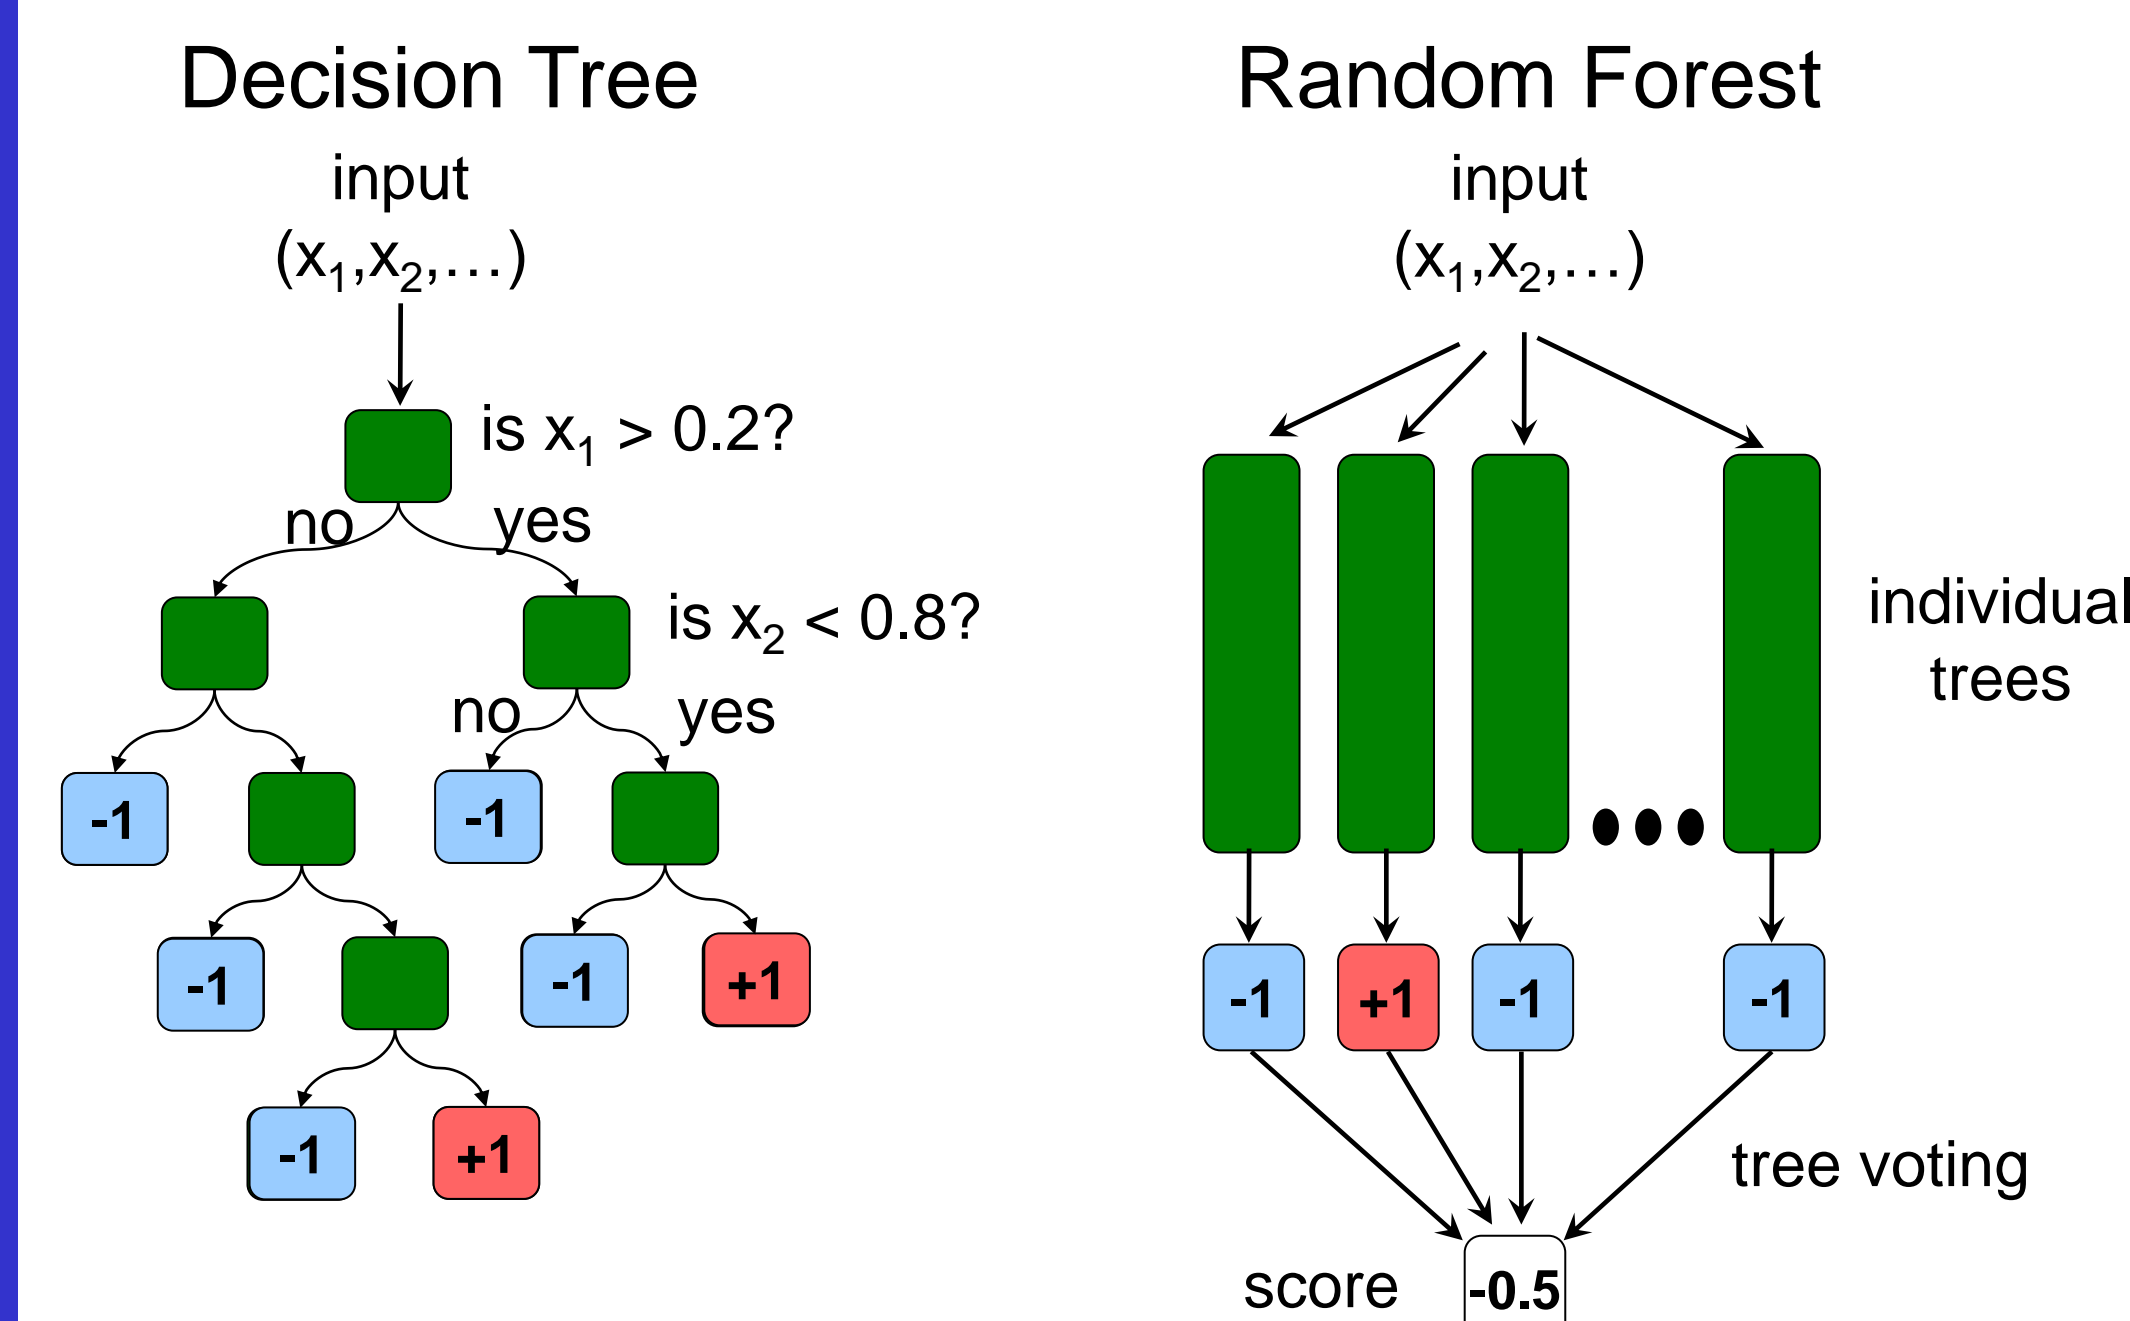 Decision Tree
input
(x₁,x₂,…)
is x₁ > 0.2?
no
yes
is x₂ < 0.8?
no
yes
-1
-1
-1
-1
+1
-1
+1
Random Forest
input
(x₁,x₂,…)
individual
trees
-1
+1
-1
-1
tree voting
score
-0.5